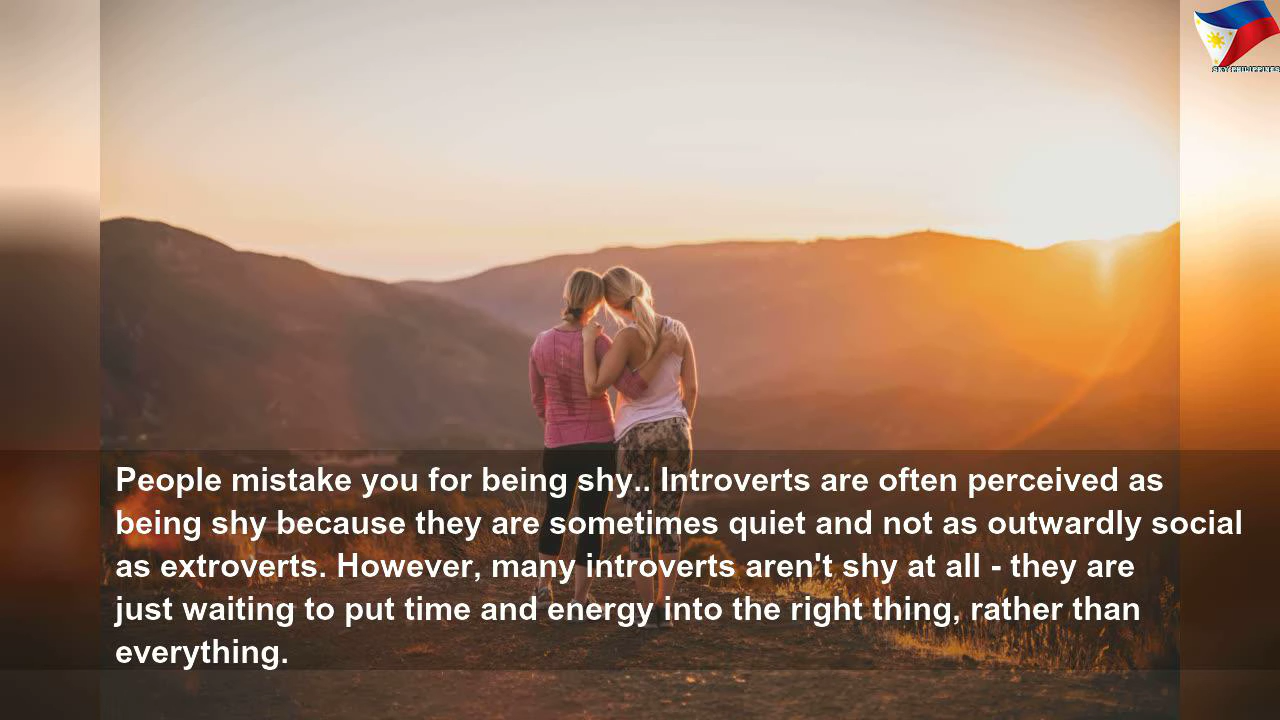 SKYPHILIPPINES
People mistake you for being shy.. Introverts are often perceived as
being shy because they are sometimes quiet and not as outwardly social
as extroverts. However, many introverts aren't shy at all - they are
just waiting to put time and energy into the right thing, rather than
everything.